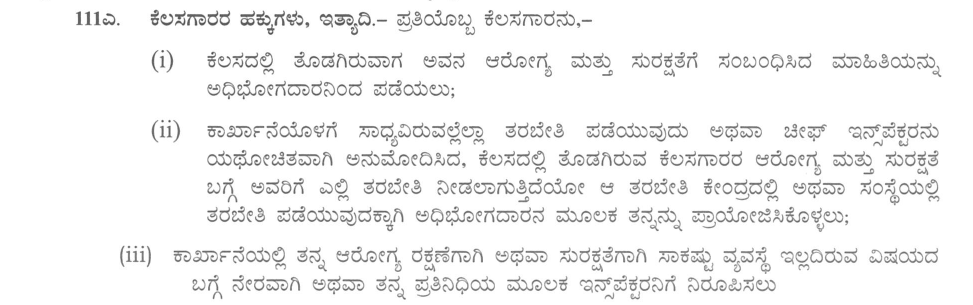 111ಎ. ಕೆಲಸಗಾರರ ಹಕ್ಕುಗಳು, ಇತ್ಯಾದಿ.– ಪ್ರತಿಯೊಬ್ಬ ಕೆಲಸಗಾರನು,–
(i) ಕೆಲಸದಲ್ಲಿ ತೊಡಗಿರುವಾಗ ಅವನ ಆರೋಗ್ಯ ಮತ್ತು ಸುರಕ್ಷತೆಗೆ ಸಂಬಂಧಿಸಿದ ಮಾಹಿತಿಯನ್ನು
ಅಧಿಭೋಗದಾರನಿಂದ ಪಡೆಯಲು;
(ii) ಕಾರ್ಖಾನೆಯೊಳಗೆ ಸಾಧ್ಯವಿರುವಲ್ಲೆಲ್ಲಾ ತರಬೇತಿ ಪಡೆಯುವುದು ಅಥವಾ ಚೀಫ್ ಇನ್ಸ್‌ಪೆಕ್ಟರನು
ಯಥೋಚಿತವಾಗಿ ಅನುಮೋದಿಸಿದ, ಕೆಲಸದಲ್ಲಿ ತೊಡಗಿರುವ ಕೆಲಸಗಾರರ ಆರೋಗ್ಯ ಮತ್ತು ಸುರಕ್ಷತೆ
ಬಗ್ಗೆ ಅವರಿಗೆ ಎಲ್ಲಿ ತರಬೇತಿ ನೀಡಲಾಗುತ್ತಿದೆಯೋ ಆ ತರಬೇತಿ ಕೇಂದ್ರದಲ್ಲಿ ಅಥವಾ ಸಂಸ್ಥೆಯಲ್ಲಿ
ತರಬೇತಿ ಪಡೆಯುವುದಕ್ಕಾಗಿ ಅಧಿಭೋಗದಾರನ ಮೂಲಕ ತನ್ನನ್ನು ಪ್ರಾಯೋಜಿಸಿಕೊಳ್ಳಲು;
(iii) ಕಾರ್ಖಾನೆಯಲ್ಲಿ ತನ್ನ ಆರೋಗ್ಯ ರಕ್ಷಣೆಗಾಗಿ ಅಥವಾ ಸುರಕ್ಷತೆಗಾಗಿ ಸಾಕಷ್ಟು ವ್ಯವಸ್ಥೆ ಇಲ್ಲದಿರುವ ವಿಷಯದ
ಬಗ್ಗೆ ನೇರವಾಗಿ ಅಥವಾ ತನ್ನ ಪ್ರತಿನಿಧಿಯ ಮೂಲಕ ಇನ್ಸ್‌ಪೆಕ್ಟರನಿಗೆ ನಿರೂಪಿಸಲು